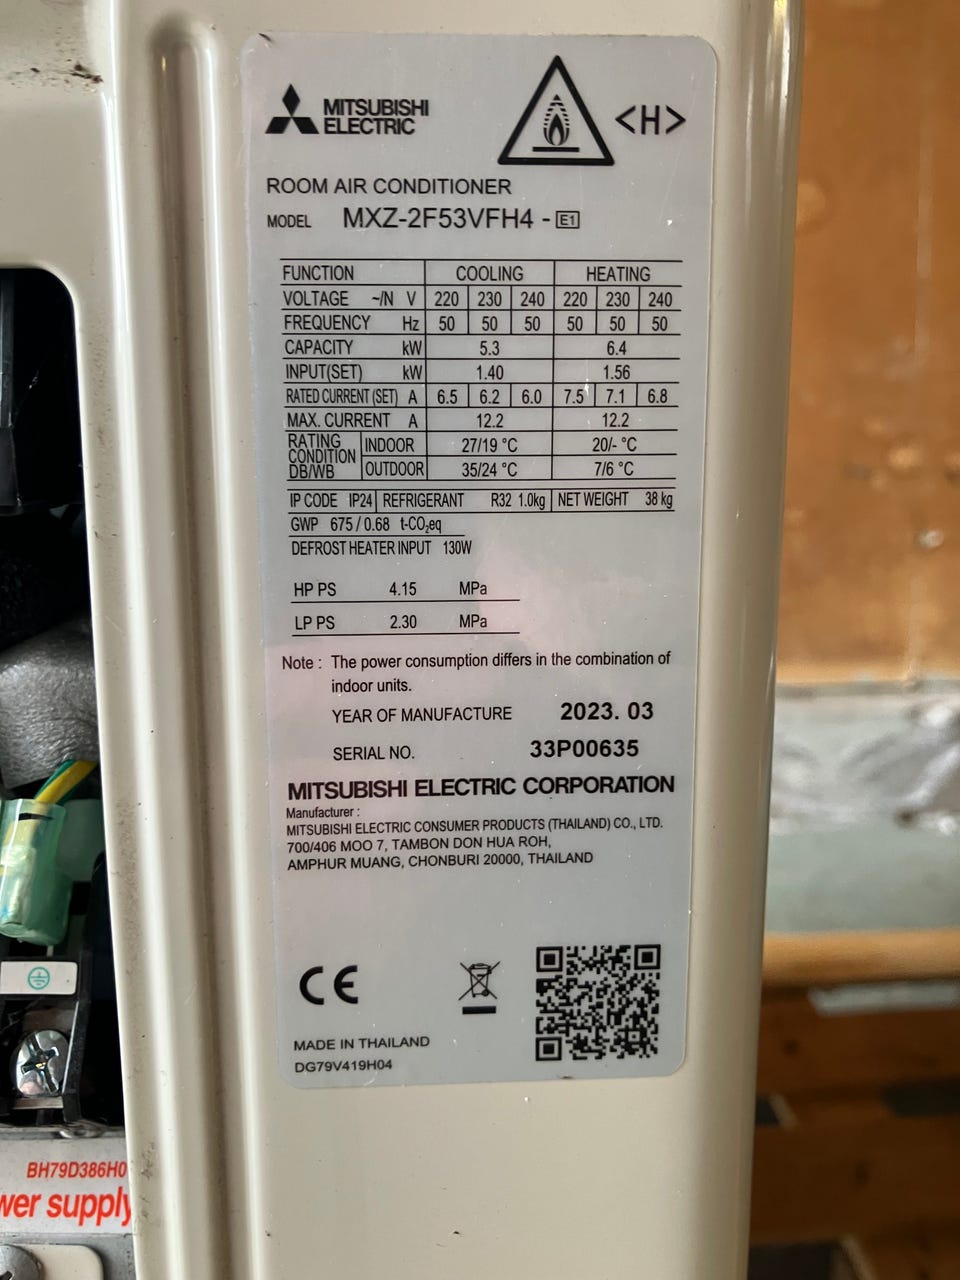 MITSUBISHI
ELECTRIC
<H>
ROOM AIR CONDITIONER
MODEL MXZ-2F53VFH4 - E1
FUNCTION COOLING HEATING
VOLTAGE ~/N V 220 230 240 220 230 240
FREQUENCY Hz 50 50 50 50 50 50
CAPACITY kW 5.3 6.4
INPUT(SET) kW 1.40 1.56
RATED CURRENT (SET) A 6.5 6.2 6.0 7.5 7.1 6.8
MAX. CURRENT A 12.2 12.2
RATING CONDITION DB/WB INDOOR 27/19 °C 20/- °C
OUTDOOR 35/24 °C 7/6 °C
IP CODE IP24 REFRIGERANT R32 1.0kg NET WEIGHT 38 kg
GWP 675 / 0.68 t-CO₂eq
DEFROST HEATER INPUT 130W
HP PS 4.15 MPa
LP PS 2.30 MPa
Note : The power consumption differs in the combination of
indoor units.
YEAR OF MANUFACTURE 2023. 03
SERIAL NO. 33P00635
MITSUBISHI ELECTRIC CORPORATION
Manufacturer :
MITSUBISHI ELECTRIC CONSUMER PRODUCTS (THAILAND) CO., LTD.
700/406 MOO 7, TAMBON DON HUA ROH,
AMPHUR MUANG, CHONBURI 20000, THAILAND
CE
MADE IN THAILAND
DG79V419H04
BH79D386H0
wer supply